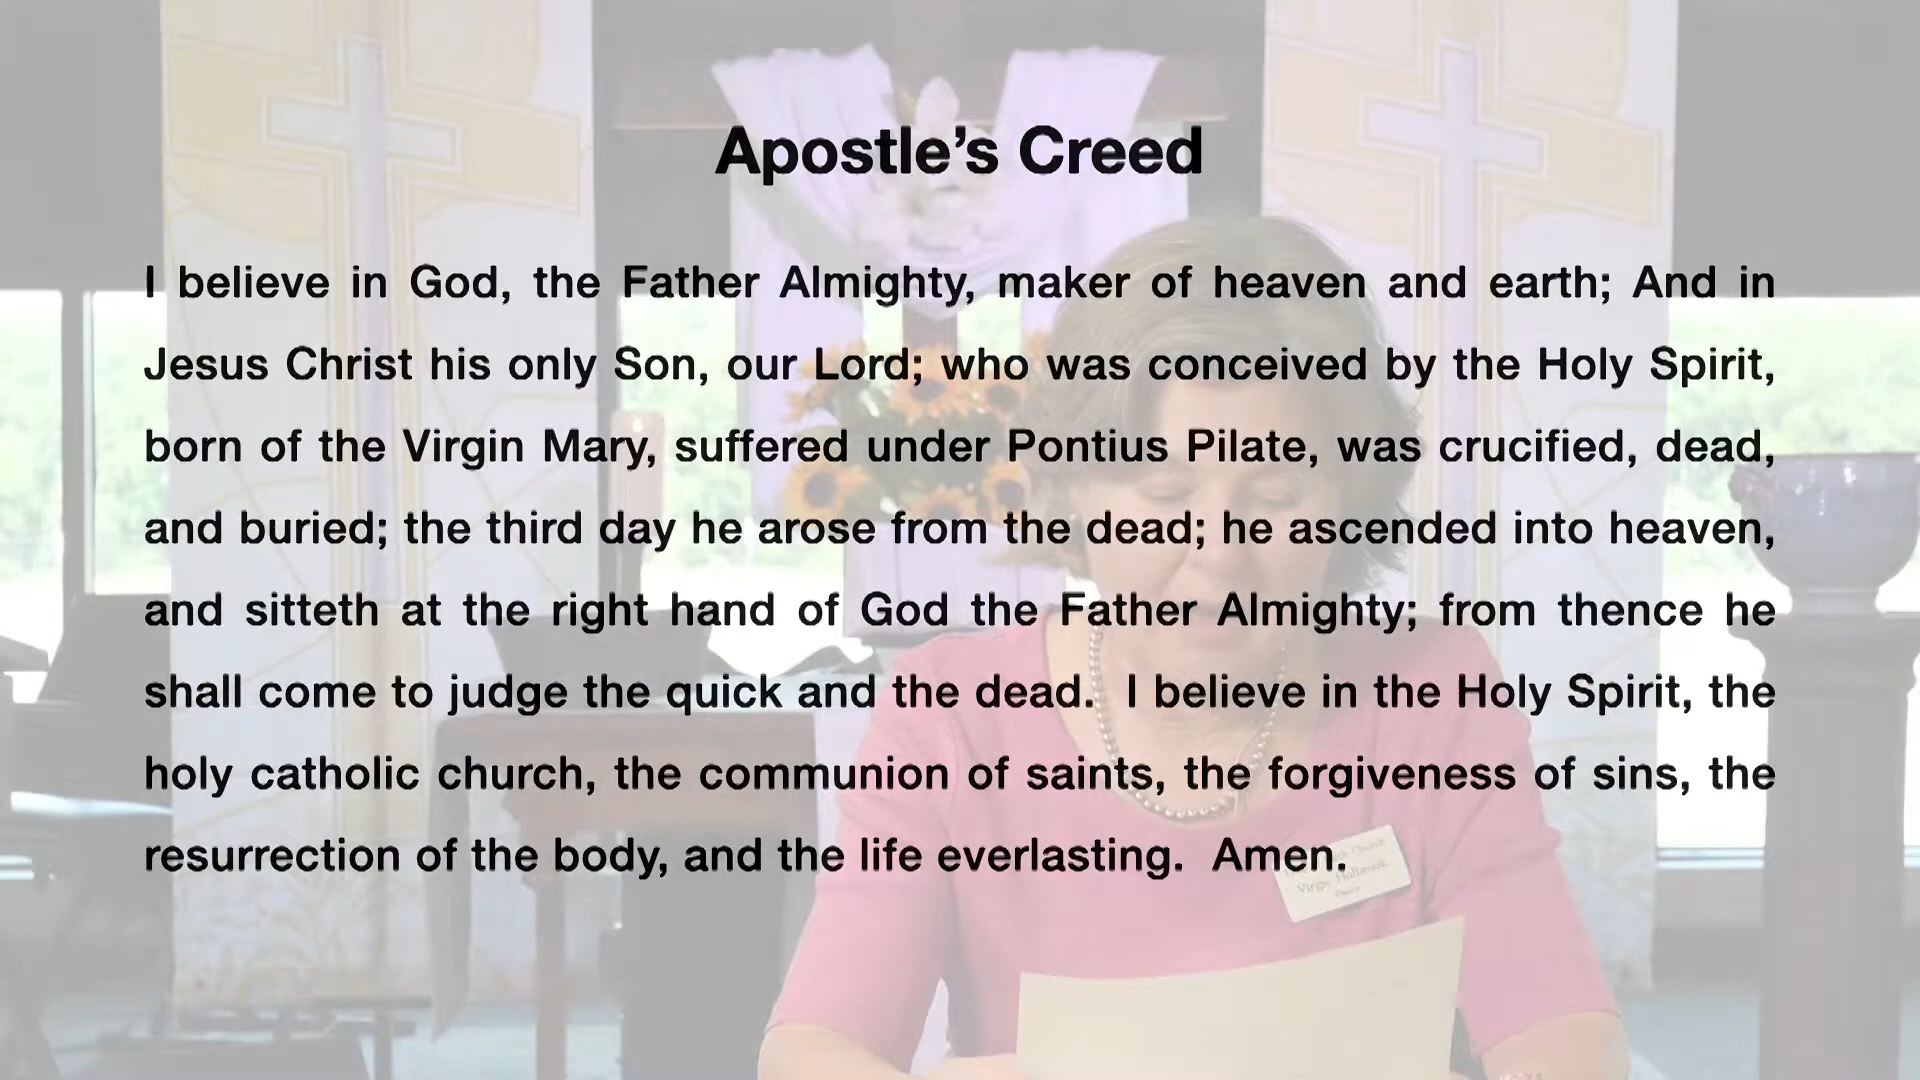 Apostle’s Creed
I believe in God, the Father Almighty, maker of heaven and earth; And in
Jesus Christ his only Son, our Lord; who was conceived by the Holy Spirit,
born of the Virgin Mary, suffered under Pontius Pilate, was crucified, dead,
and buried; the third day he arose from the dead; he ascended into heaven,
and sitteth at the right hand of God the Father Almighty; from thence he
shall come to judge the quick and the dead.  I believe in the Holy Spirit, the
holy catholic church, the communion of saints, the forgiveness of sins, the
resurrection of the body, and the life everlasting.  Amen.
Church